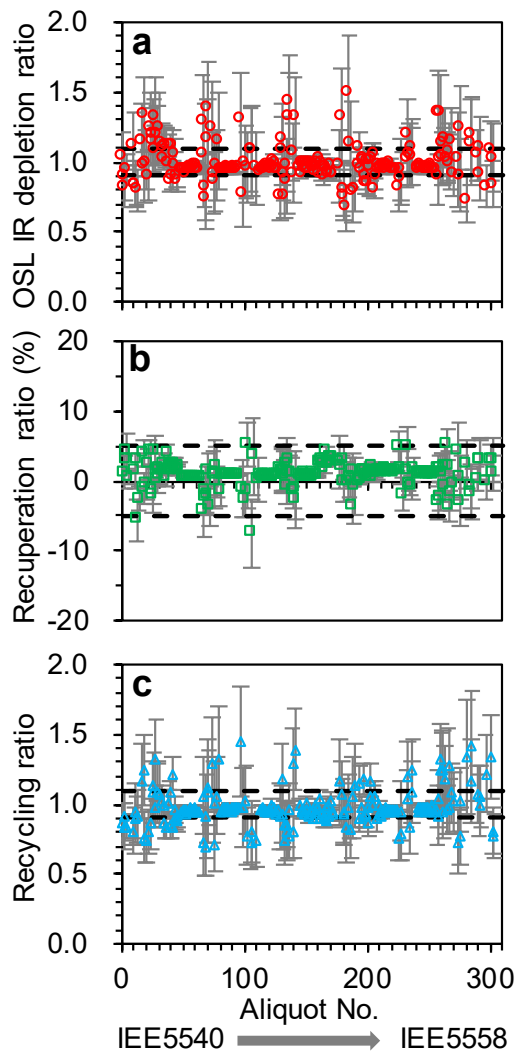 a
OSL IR depletion ratio
2.0
1.5
1.0
0.5
0.0
b
Recuperation ratio (%)
20
10
0
-10
-20
c
Recycling ratio
2.0
1.5
1.0
0.5
0.0
0 100 200 300
Aliquot No.
IEE5540 IEE5558